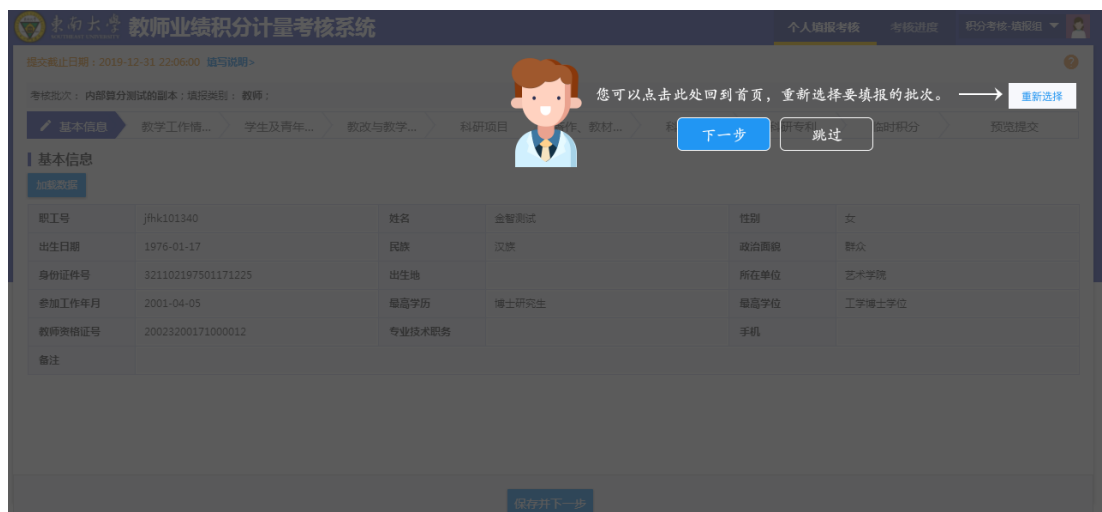 東南大學 教师业绩积分计量考核系统 个人填报考核 考核进度 积分考核-填报组
提交截止日期：2019-12-31 22:06:00 填写说明>
考核批次： 内部算分测试的副本；填报类别： 教师；
您可以点击此处回到首页，重新选择要填报的批次。 重新选择
基本信息 教学工作情... 学生及青年... 教改与教学... 科研项目 作、教材... 研专利 临时积分 预览提交
下一步 跳过
基本信息
加载数据
职工号 jfhk101340 姓名 金智测试 性别 女
出生日期 1976-01-17 民族 汉族 政治面貌 群众
身份证件号 321102197501171225 出生地 所在单位 艺术学院
参加工作年月 2001-04-05 最高学历 博士研究生 最高学位 工学博士学位
教师资格证号 20023200171000012 专业技术职务 手机
备注
保存并下一步